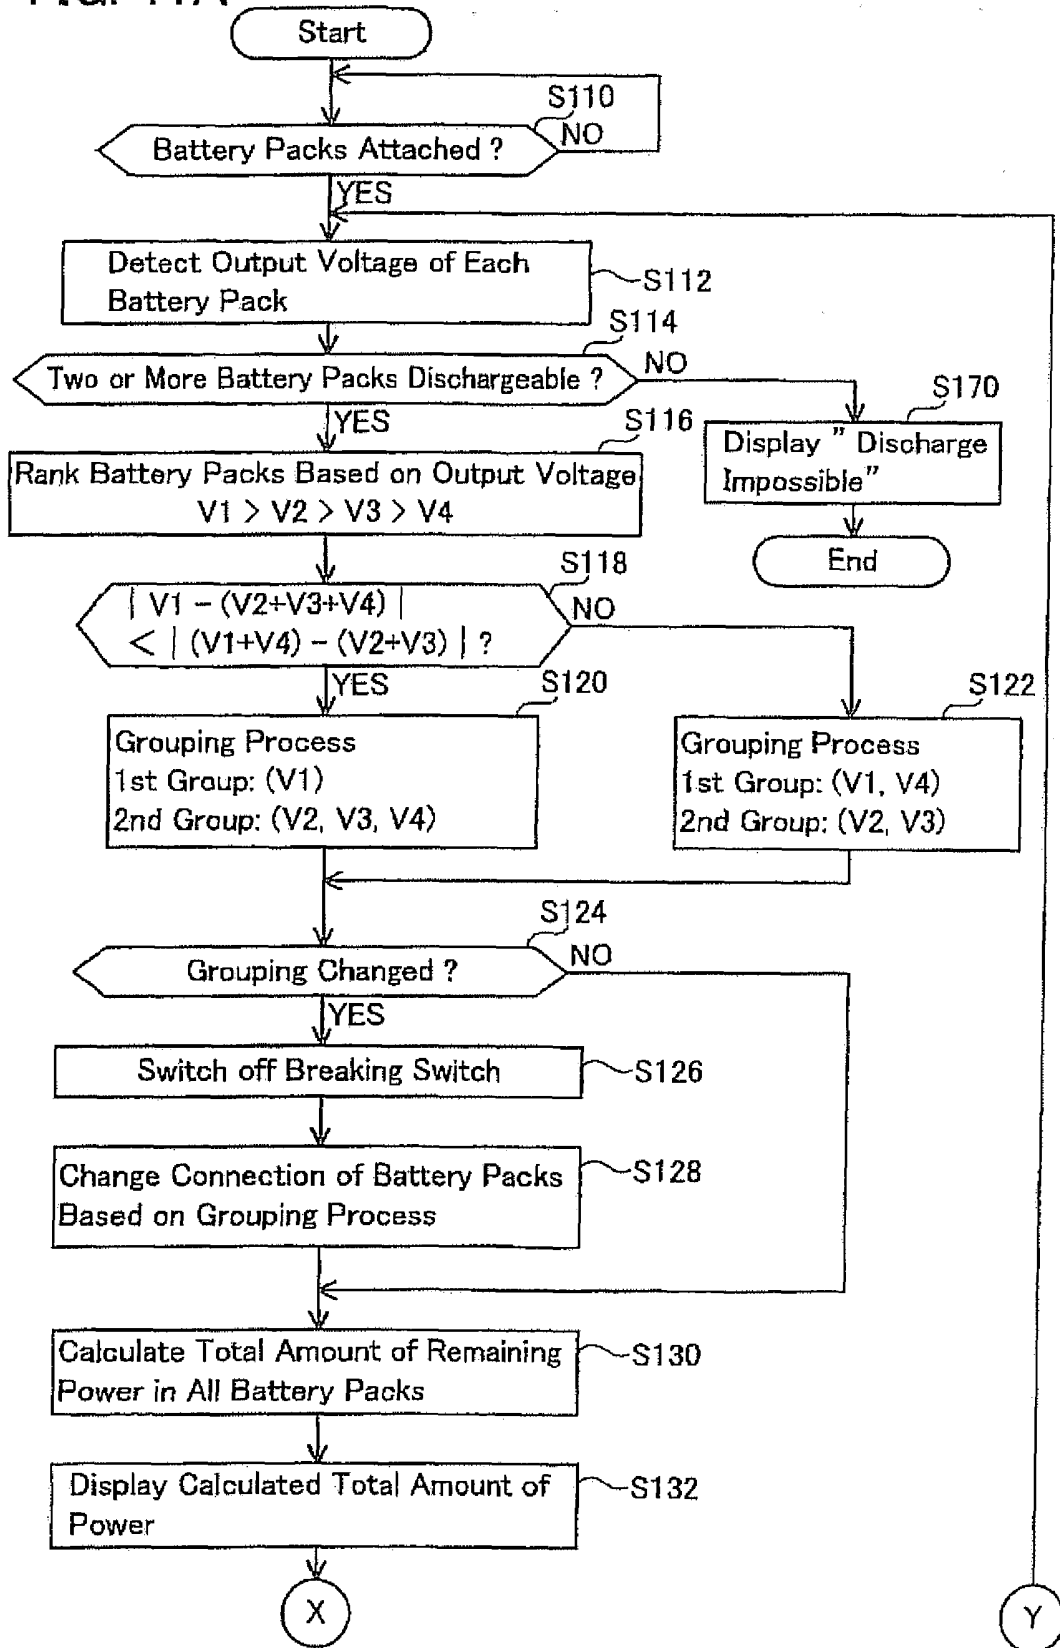 Start
S110
Battery Packs Attached ?
NO
YES
Detect Output Voltage of Each
Battery Pack
S112
S114
Two or More Battery Packs Dischargeable ?
NO
YES
S116
S170
Rank Battery Packs Based on Output Voltage
V1 > V2 > V3 > V4
Display " Discharge
Impossible"
End
S118
| V1 - (V2+V3+V4) |
< | (V1+V4) - (V2+V3) | ?
NO
YES
S120
S122
Grouping Process
1st Group: (V1)
2nd Group: (V2, V3, V4)
Grouping Process
1st Group: (V1, V4)
2nd Group: (V2, V3)
S124
Grouping Changed ?
NO
YES
Switch off Breaking Switch
S126
Change Connection of Battery Packs
Based on Grouping Process
S128
Calculate Total Amount of Remaining
Power in All Battery Packs
S130
Display Calculated Total Amount of
Power
S132
X
Y